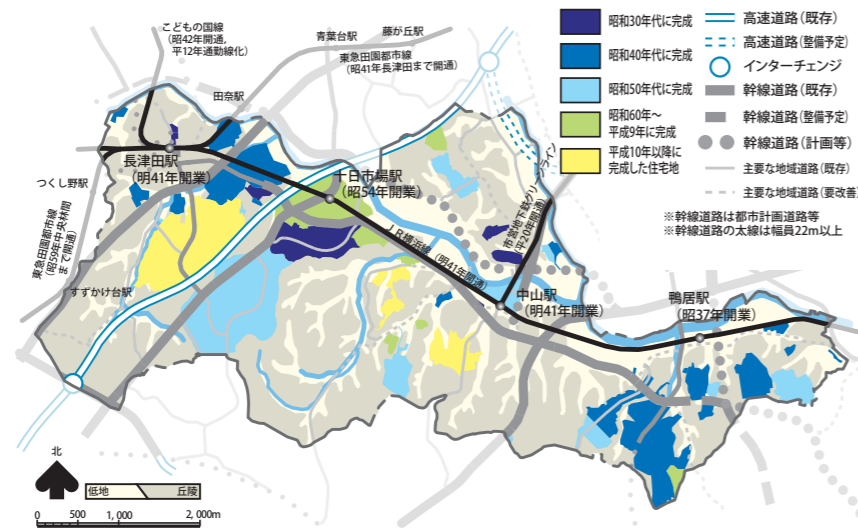 こどもの国線
(昭42年開通,
平12年通勤線化)
青葉台駅
藤が丘駅
東急田園都市線
(昭41年長津田まで開通)
田奈駅
長津田駅
(明41年開業)
十日市場駅
(昭54年開業)
つくし野駅
東急田園都市線
(昭59年中央林間
まで開通)
すずかけ台駅
JR横浜線(明41年開通)
市営地下鉄グリーンライン
(平20年開通)
中山駅
(明41年開業)
鴨居駅
(昭37年開業)
昭和30年代に完成
昭和40年代に完成
昭和50年代に完成
昭和60年~
平成9年に完成
平成10年以降に
完成した住宅地
高速道路(既存)
高速道路(整備予定)
インターチェンジ
幹線道路(既存)
幹線道路(整備予定)
幹線道路(計画等)
主要な地域道路(既存)
主要な地域道路(要改善)
※幹線道路は都市計画道路等
※幹線道路の太線は幅員22m以上
北
低地 丘陵
0 500 1,000 2,000m